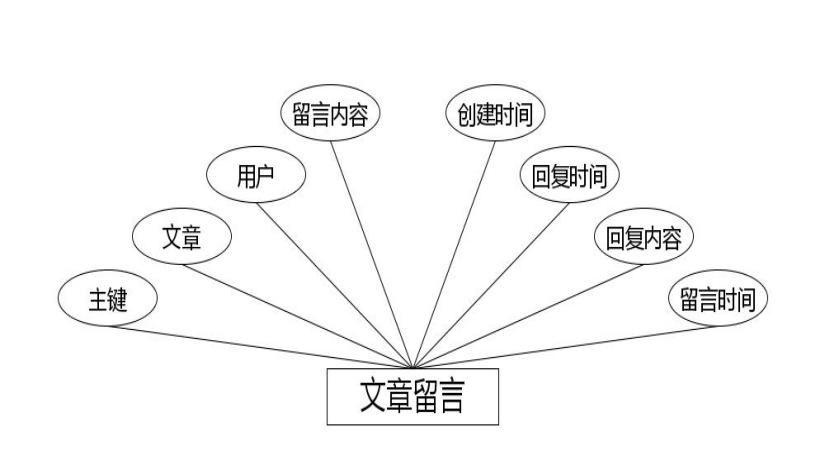 留言内容
创建时间
用户
回复时间
文章
回复内容
主键
留言时间
文章留言